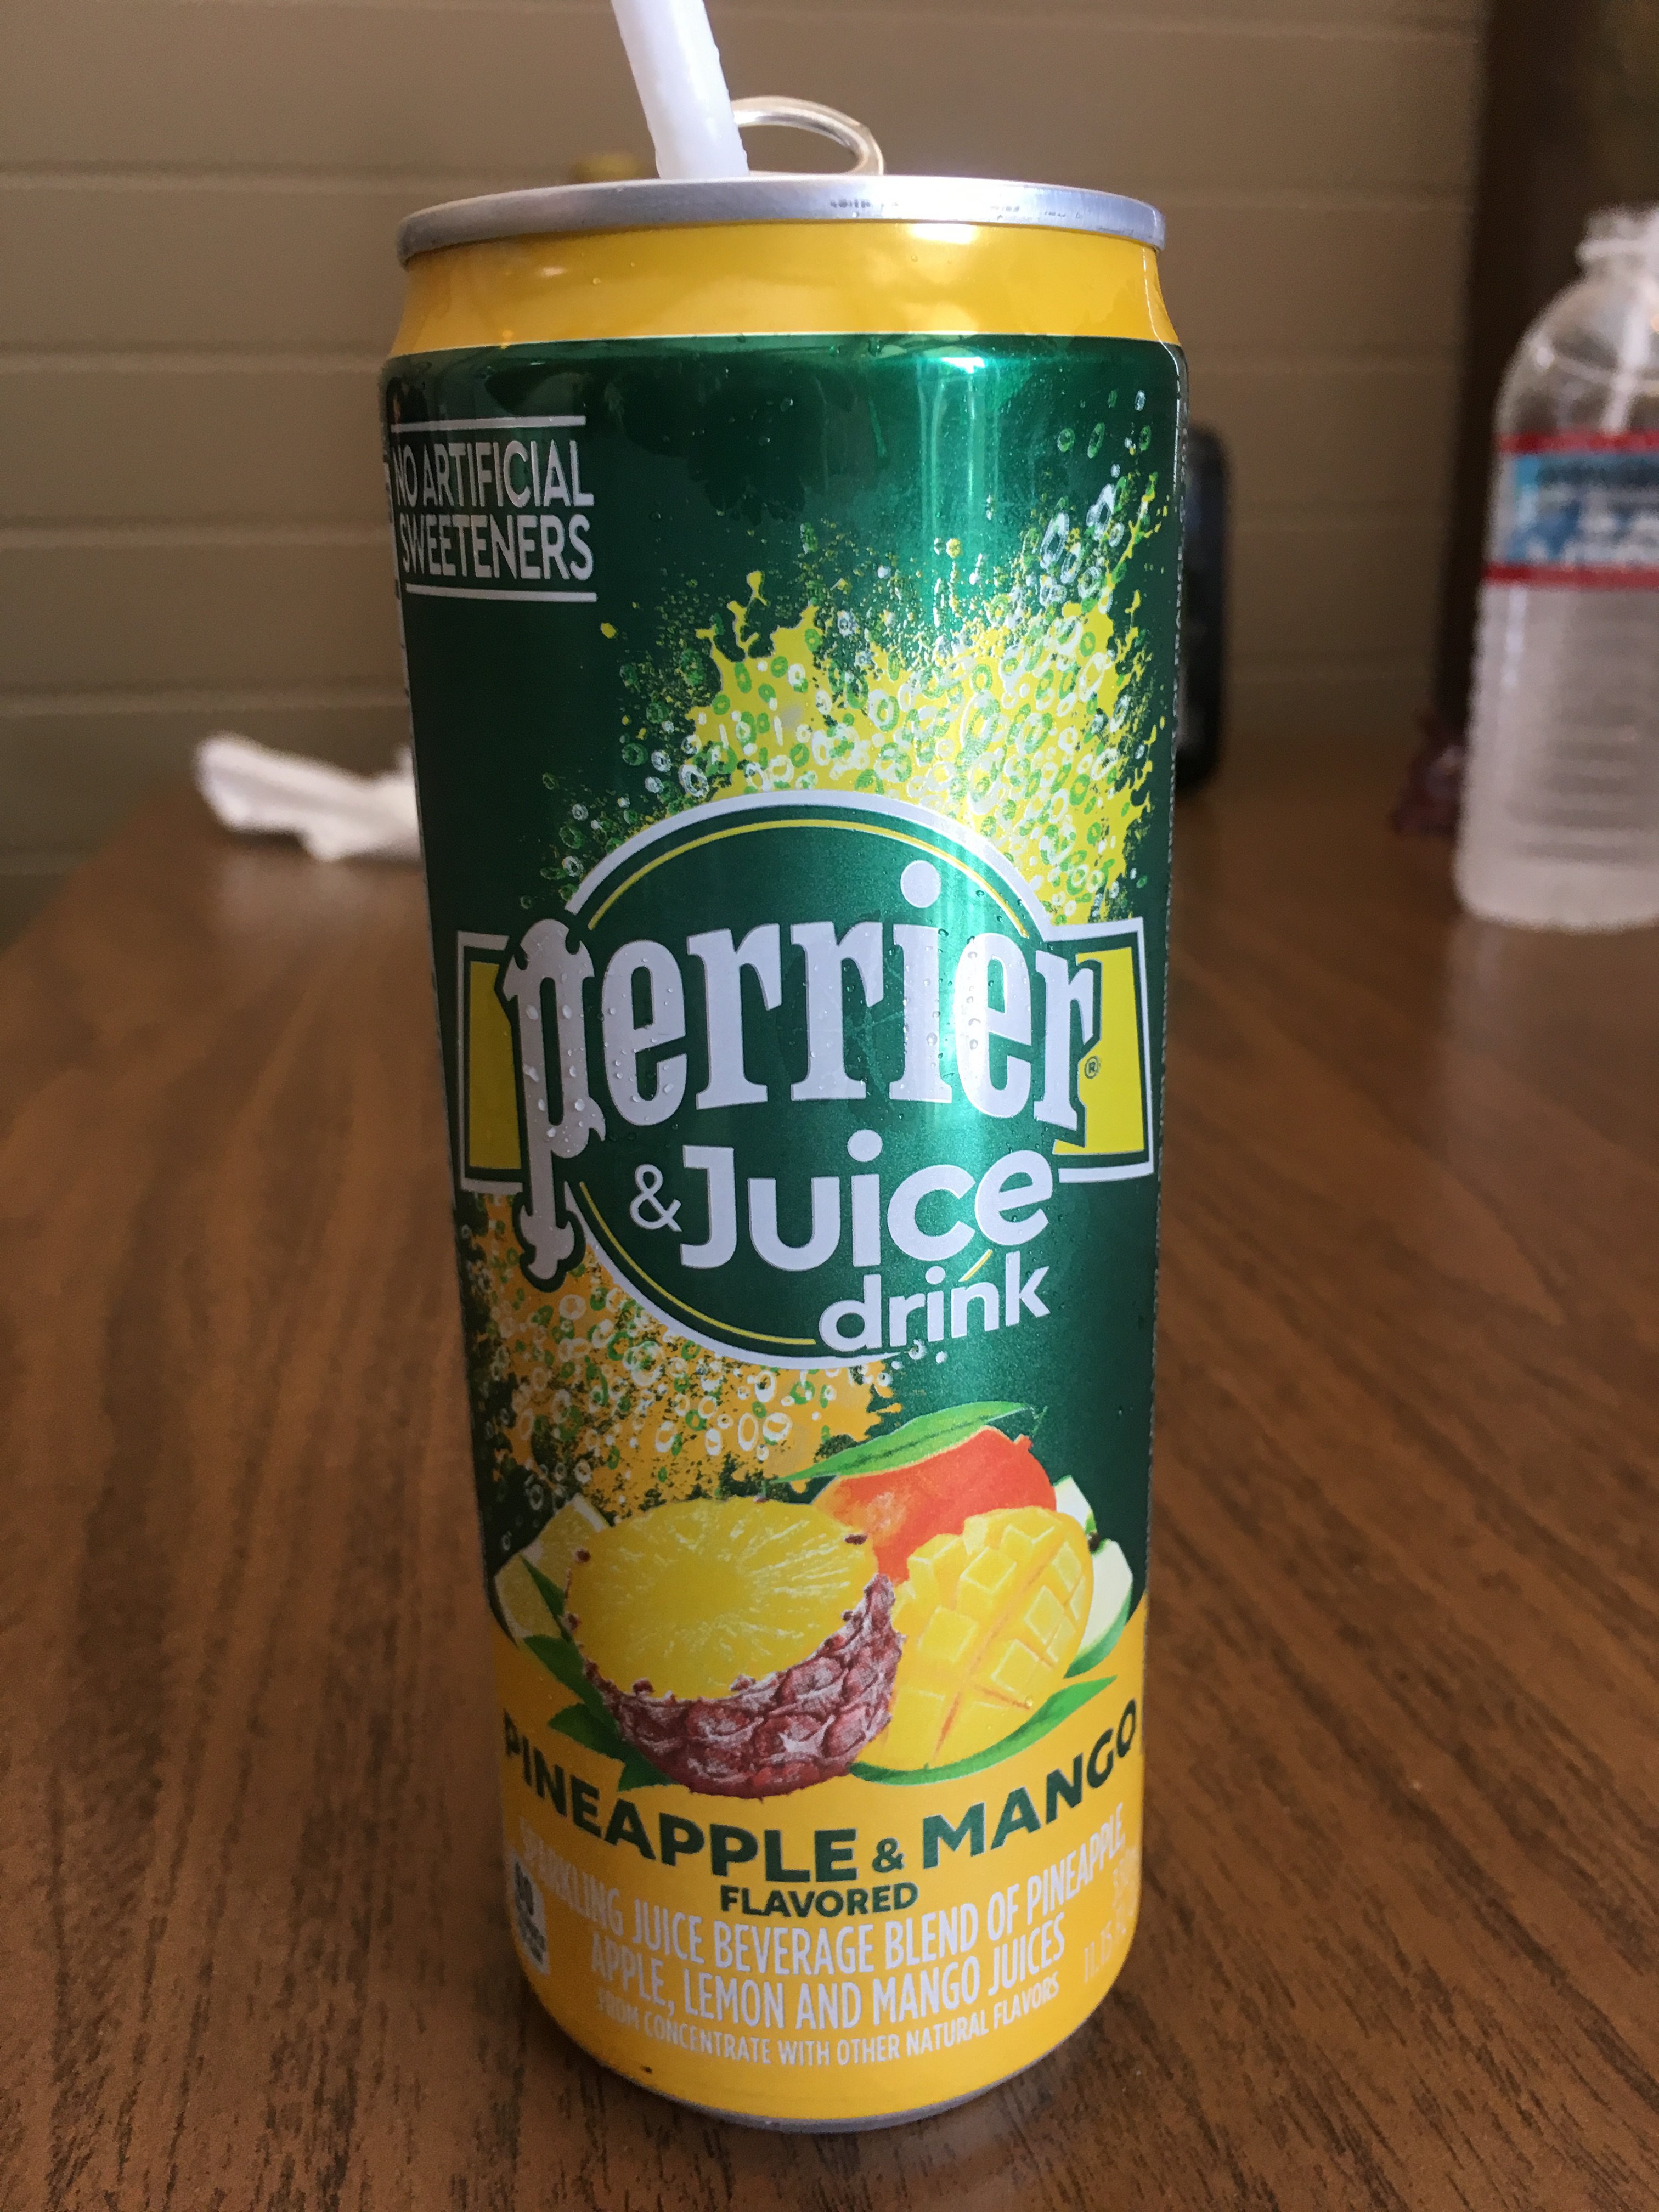 NO ARTIFICIAL
SWEETENERS
perrier®
& Juice
drink
PINEAPPLE & MANGO
FLAVORED
SPARKLING JUICE BEVERAGE BLEND OF PINEAPPLE,
APPLE, LEMON AND MANGO JUICES
FROM CONCENTRATE WITH OTHER NATURAL FLAVORS